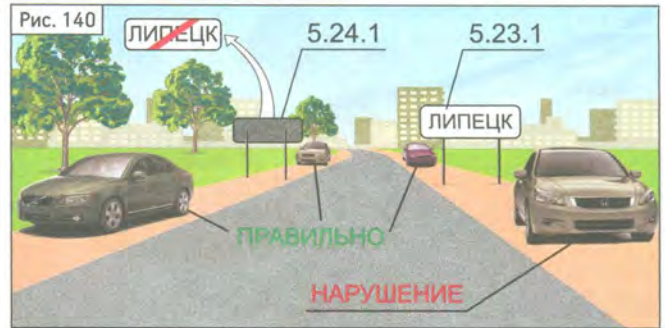 Рис. 140
ЛИПЕЦК
5.24.1
5.23.1
ЛИПЕЦК
ПРАВИЛЬНО
НАРУШЕНИЕ